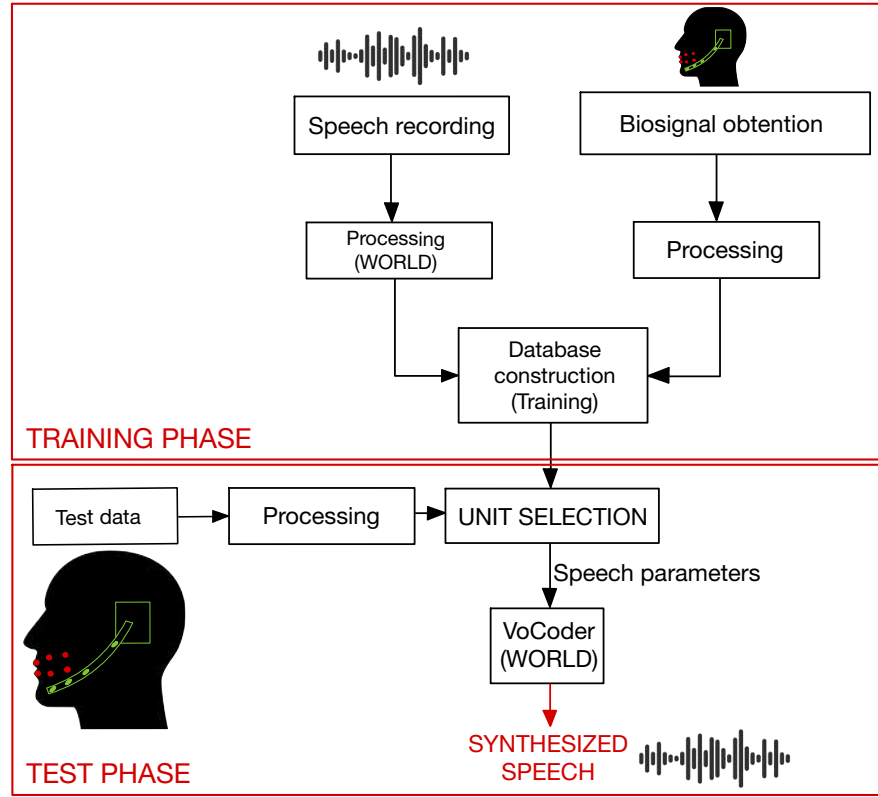 Speech recording
Biosignal obtention
Processing
(WORLD)
Processing
Database
construction
(Training)
TRAINING PHASE
Test data
Processing
UNIT SELECTION
Speech parameters
VoCoder
(WORLD)
SYNTHESIZED
SPEECH
TEST PHASE